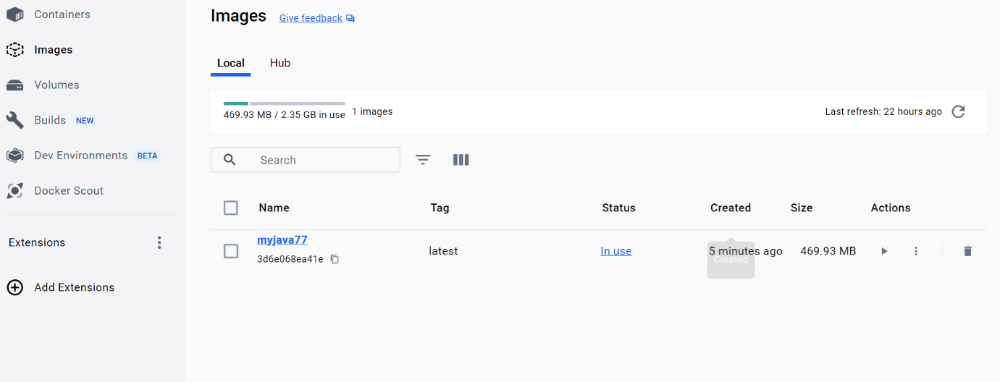 Containers
Images
Volumes
Builds NEW
Dev Environments BETA
Docker Scout
Extensions
Add Extensions
Images Give feedback
Local Hub
469.93 MB / 2.35 GB in use 1 images Last refresh: 22 hours ago
Search
Name Tag Status Created Size Actions
myjava77
latest In use 5 minutes ago 469.93 MB
3d6e068ea41e
Created